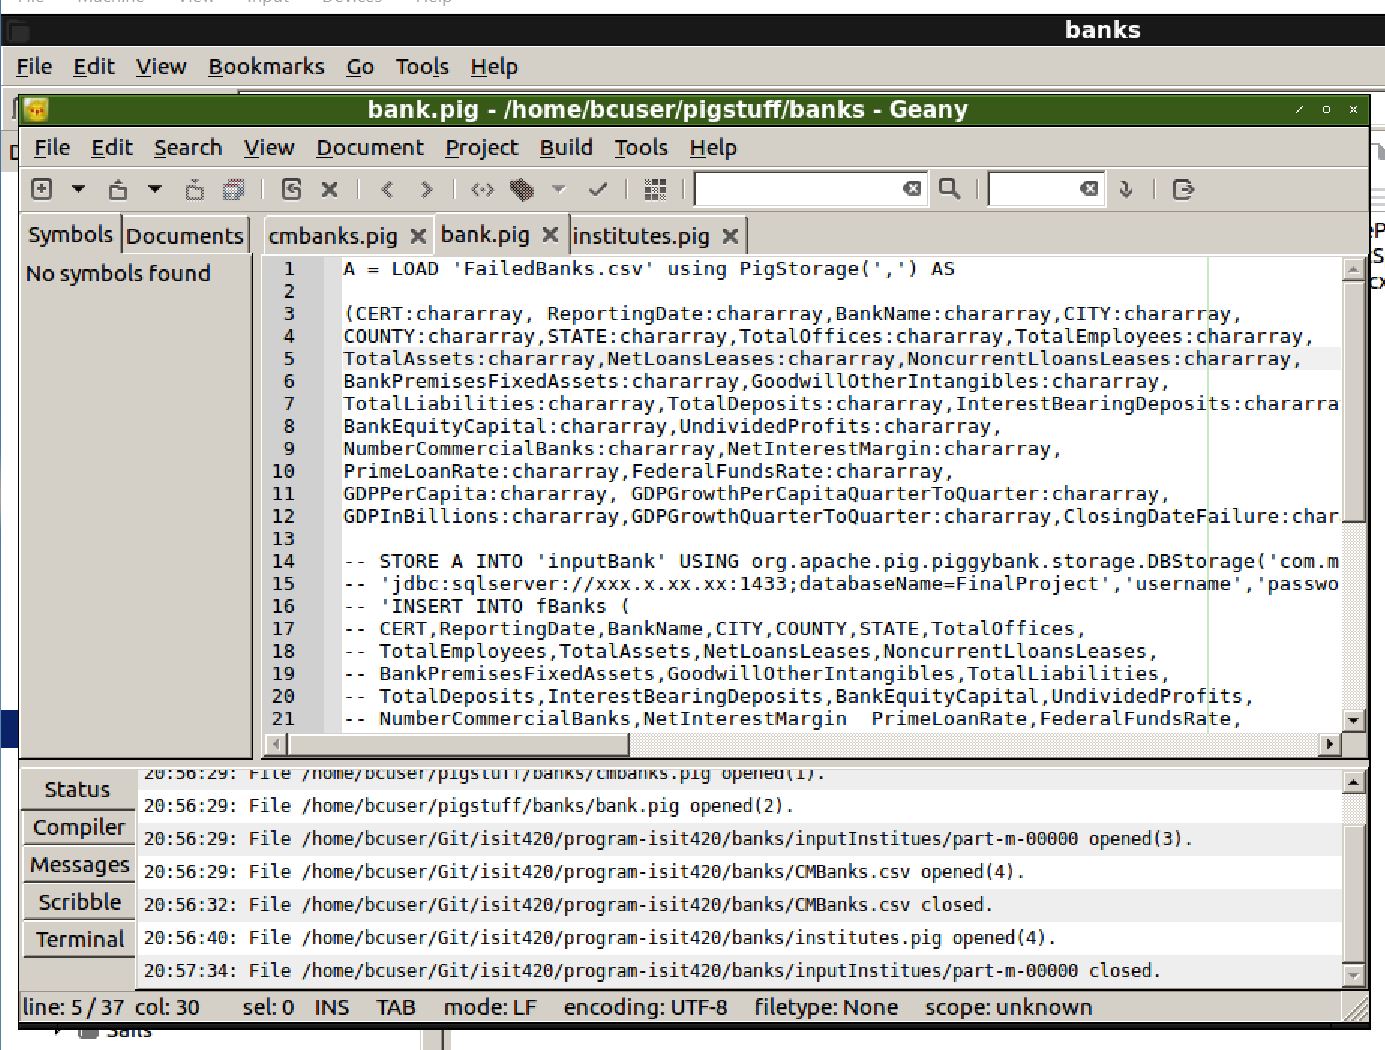 File Machine View Input Devices Help
banks
File Edit View Bookmarks Go Tools Help
bank.pig - /home/bcuser/pigstuff/banks - Geany
File Edit Search View Document Project Build Tools Help
Symbols Documents cmbanks.pig bank.pig institutes.pig
No symbols found
1 A = LOAD 'FailedBanks.csv' using PigStorage(',') AS
2
3 (CERT:chararray, ReportingDate:chararray,BankName:chararray,CITY:chararray,
4 COUNTY:chararray,STATE:chararray,TotalOffices:chararray,TotalEmployees:chararray,
5 TotalAssets:chararray,NetLoansLeases:chararray,NoncurrentLloansLeases:chararray,
6 BankPremisesFixedAssets:chararray,GoodwillOtherIntangibles:chararray,
7 TotalLiabilities:chararray,TotalDeposits:chararray,InterestBearingDeposits:chararra
8 BankEquityCapital:chararray,UndividedProfits:chararray,
9 NumberCommercialBanks:chararray,NetInterestMargin:chararray,
10 PrimeLoanRate:chararray,FederalFundsRate:chararray,
11 GDPPerCapita:chararray, GDPGrowthPerCapitaQuarterToQuarter:chararray,
12 GDPInBillions:chararray,GDPGrowthQuarterToQuarter:chararray,ClosingDateFailure:char
13
14 -- STORE A INTO 'inputBank' USING org.apache.pig.piggybank.storage.DBStorage('com.m
15 -- 'jdbc:sqlserver://xxx.x.xx.xx:1433;databaseName=FinalProject','username','passwo
16 -- 'INSERT INTO fBanks (
17 -- CERT,ReportingDate,BankName,CITY,COUNTY,STATE,TotalOffices,
18 -- TotalEmployees,TotalAssets,NetLoansLeases,NoncurrentLloansLeases,
19 -- BankPremisesFixedAssets,GoodwillOtherIntangibles,TotalLiabilities,
20 -- TotalDeposits,InterestBearingDeposits,BankEquityCapital,UndividedProfits,
21 -- NumberCommercialBanks,NetInterestMargin  PrimeLoanRate,FederalFundsRate,
Status
Compiler
Messages
Scribble
Terminal
20:56:29: File /home/bcuser/pigstuff/banks/cmbanks.pig opened(1).
20:56:29: File /home/bcuser/pigstuff/banks/bank.pig opened(2).
20:56:29: File /home/bcuser/Git/isit420/program-isit420/banks/inputInstitues/part-m-00000 opened(3).
20:56:29: File /home/bcuser/Git/isit420/program-isit420/banks/CMBanks.csv opened(4).
20:56:32: File /home/bcuser/Git/isit420/program-isit420/banks/CMBanks.csv closed.
20:56:40: File /home/bcuser/Git/isit420/program-isit420/banks/institutes.pig opened(4).
20:57:34: File /home/bcuser/Git/isit420/program-isit420/banks/inputInstitues/part-m-00000 closed.
line: 5 / 37 col: 30 sel: 0 INS TAB mode: LF encoding: UTF-8 filetype: None scope: unknown